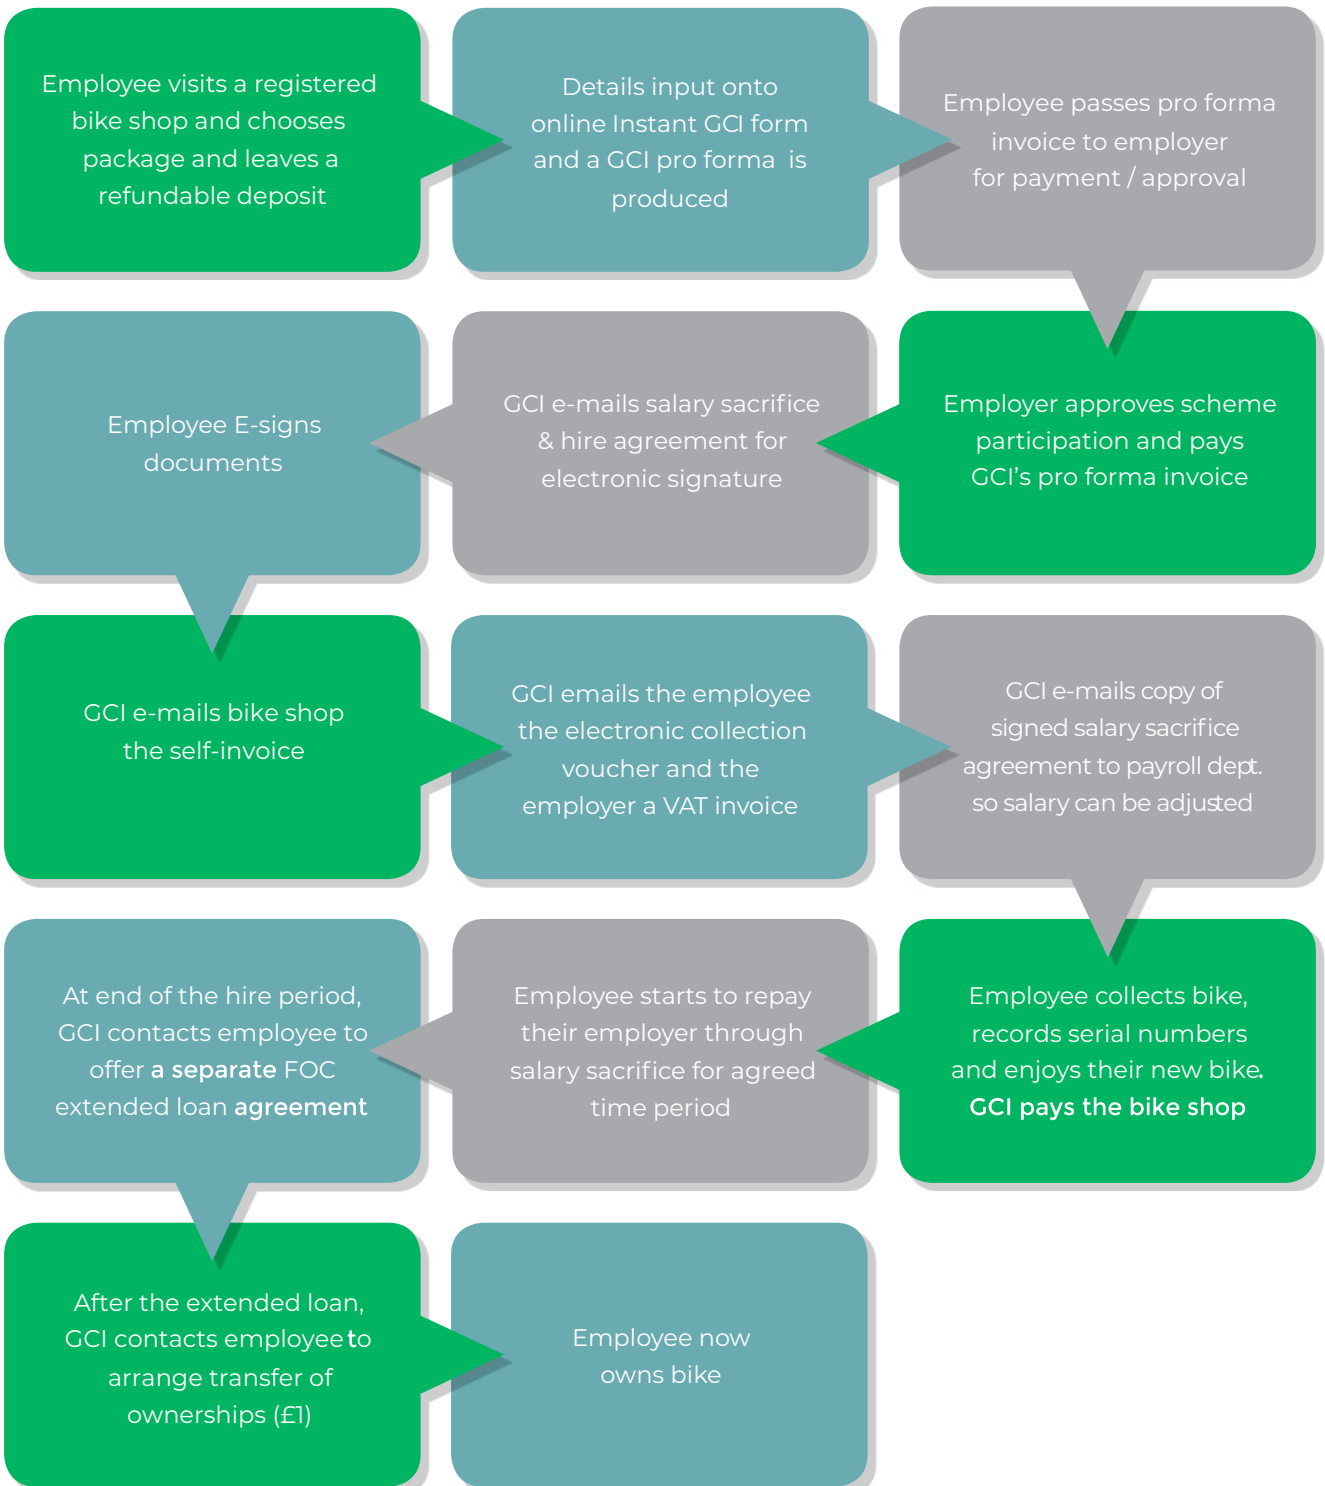 Employee visits a registered
bike shop and chooses
package and leaves a
refundable deposit
Details input onto
online Instant GCI form
and a GCI pro forma is
produced
Employee passes pro forma
invoice to employer
for payment / approval
Employer approves scheme
participation and pays
GCI's pro forma invoice
GCI e-mails salary sacrifice
& hire agreement for
electronic signature
Employee E-signs
documents
GCI e-mails bike shop
the self-invoice
GCI emails the employee
the electronic collection
voucher and the
employer a VAT invoice
GCI e-mails copy of
signed salary sacrifice
agreement to payroll dept.
so salary can be adjusted
Employee collects bike,
records serial numbers
and enjoys their new bike.
GCI pays the bike shop
Employee starts to repay
their employer through
salary sacrifice for agreed
time period
At end of the hire period,
GCI contacts employee to
offer a separate FOC
extended loan agreement
After the extended loan,
GCI contacts employee to
arrange transfer of
ownerships (£1)
Employee now
owns bike